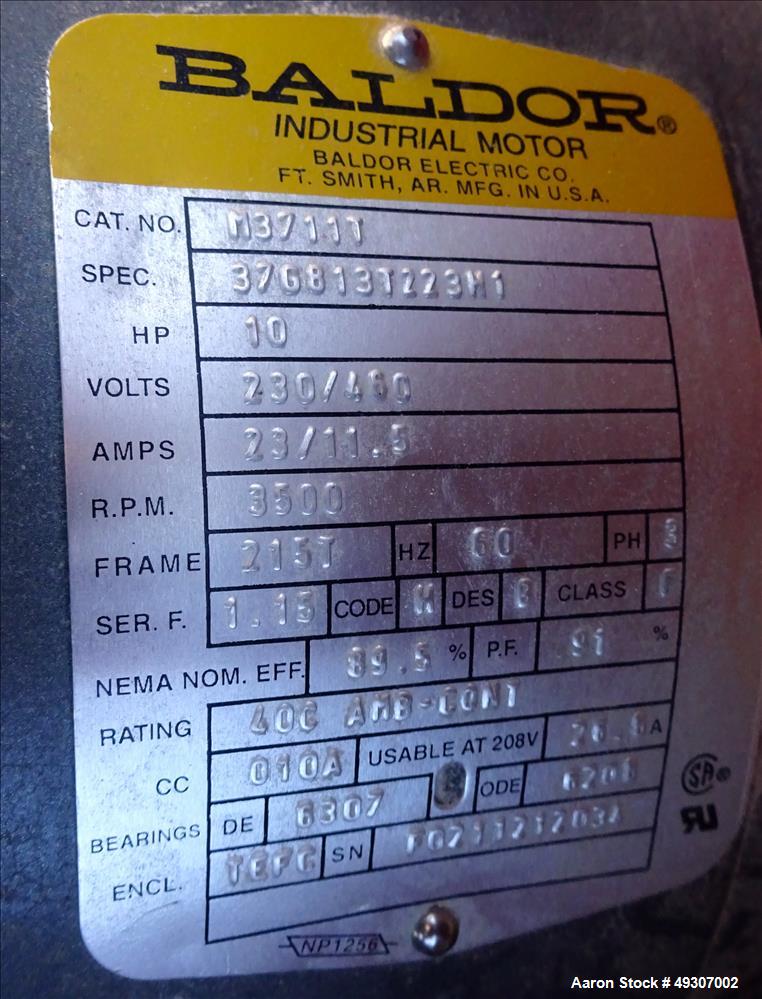 BALDOR®
INDUSTRIAL MOTOR
BALDOR ELECTRIC CO.
FT. SMITH, AR. MFG. IN U.S.A.
CAT. NO. M3711T
SPEC. 37G813T223H1
HP 10
VOLTS 230/460
AMPS 23/11.5
R.P.M. 3500
FRAME 215T HZ 60 PH 3
SER. F. 1.15 CODE H DES B CLASS F
NEMA NOM. EFF. 89.5 % P.F. 91 %
RATING 40C AMB-CONT
CC 010A USABLE AT 208V A
BEARINGS DE 6307 ODE 6206
ENCL. TEFC SN
SA®
NP1256
Aaron Stock # 49307002